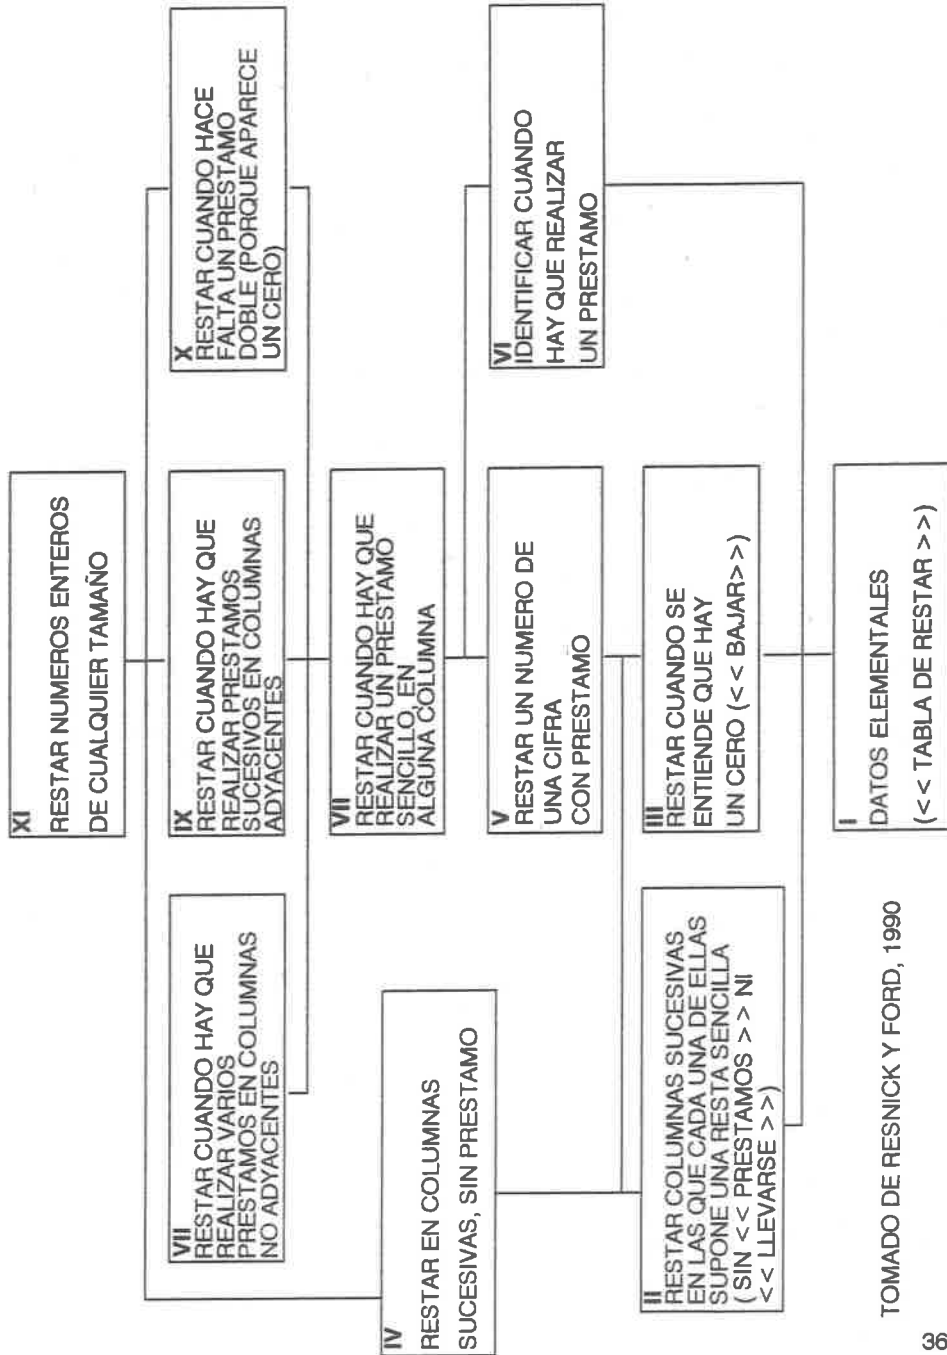 XI
RESTAR NUMEROS ENTEROS
DE CUALQUIER TAMAÑO
VII
RESTAR CUANDO HAY QUE
REALIZAR VARIOS
PRESTAMOS EN COLUMNAS
NO ADYACENTES
IX
RESTAR CUANDO HAY QUE
REALIZAR PRESTAMOS
SUCESIVOS EN COLUMNAS
ADYACENTES
X
RESTAR CUANDO HACE
FALTA UN PRESTAMO
DOBLE (PORQUE APARECE
UN CERO)
VII
RESTAR CUANDO HAY QUE
REALIZAR UN PRESTAMO
SENCILLO, EN
ALGUNA COLUMNA
IV
RESTAR EN COLUMNAS
SUCESIVAS, SIN PRESTAMO
V
RESTAR UN NUMERO DE
UNA CIFRA
CON PRESTAMO
VI
IDENTIFICAR CUANDO
HAY QUE REALIZAR
UN PRESTAMO
II
RESTAR COLUMNAS SUCESIVAS
EN LAS QUE CADA UNA DE ELLAS
SUPONE UNA RESTA SENCILLA
( SIN < < PRESTAMOS > > NI
< < LLEVARSE > >)
III
RESTAR CUANDO SE
ENTIENDE QUE HAY
UN CERO (< < BAJAR> >)
I
DATOS ELEMENTALES
(< < TABLA DE RESTAR > >)
TOMADO DE RESNICK Y FORD, 1990
36